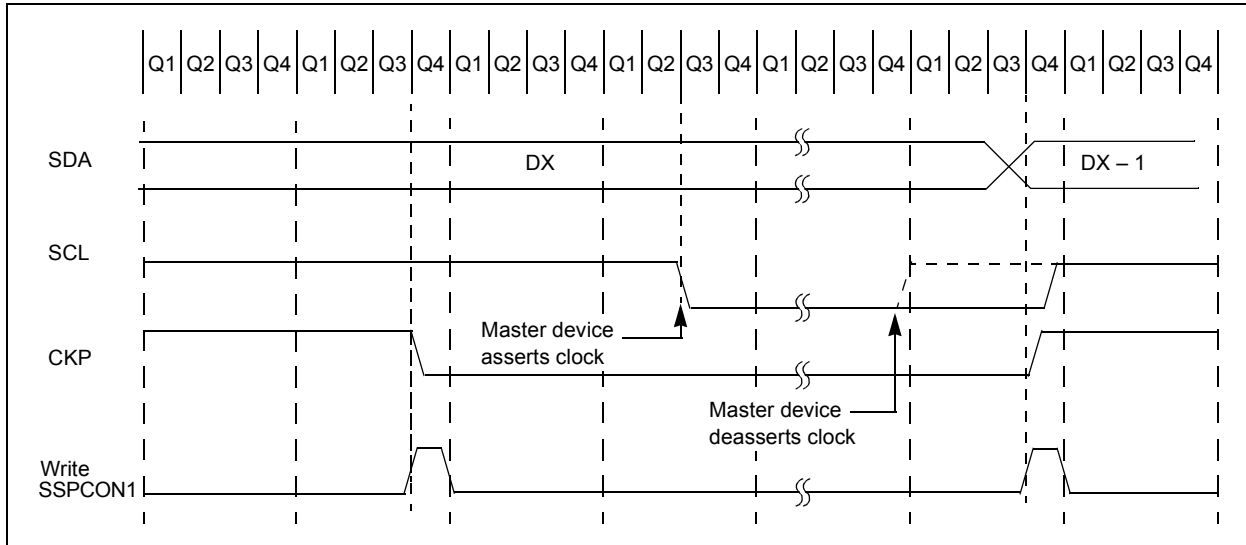 Q1 Q2 Q3 Q4 Q1 Q2 Q3 Q4 Q1 Q2 Q3 Q4 Q1 Q2 Q3 Q4 Q1 Q2 Q3 Q4 Q1 Q2 Q3 Q4 Q1 Q2 Q3 Q4
SDA
DX
DX – 1
SCL
Master device
asserts clock
CKP
Master device
deasserts clock
Write
SSPCON1